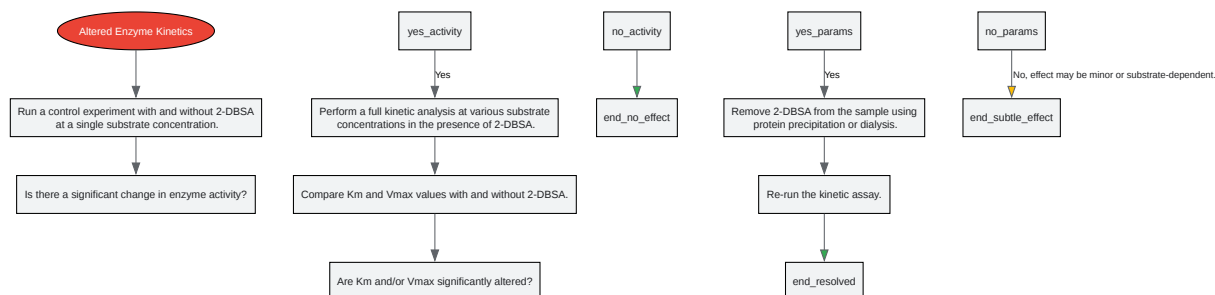 Altered Enzyme Kinetics
Run a control experiment with and without 2-DBSA
at a single substrate concentration.
Is there a significant change in enzyme activity?
yes_activity
Yes
Perform a full kinetic analysis at various substrate
concentrations in the presence of 2-DBSA.
Compare Km and Vmax values with and without 2-DBSA.
Are Km and/or Vmax significantly altered?
no_activity
end_no_effect
yes_params
Yes
Remove 2-DBSA from the sample using
protein precipitation or dialysis.
Re-run the kinetic assay.
end_resolved
no_params
No, effect may be minor or substrate-dependent.
end_subtle_effect